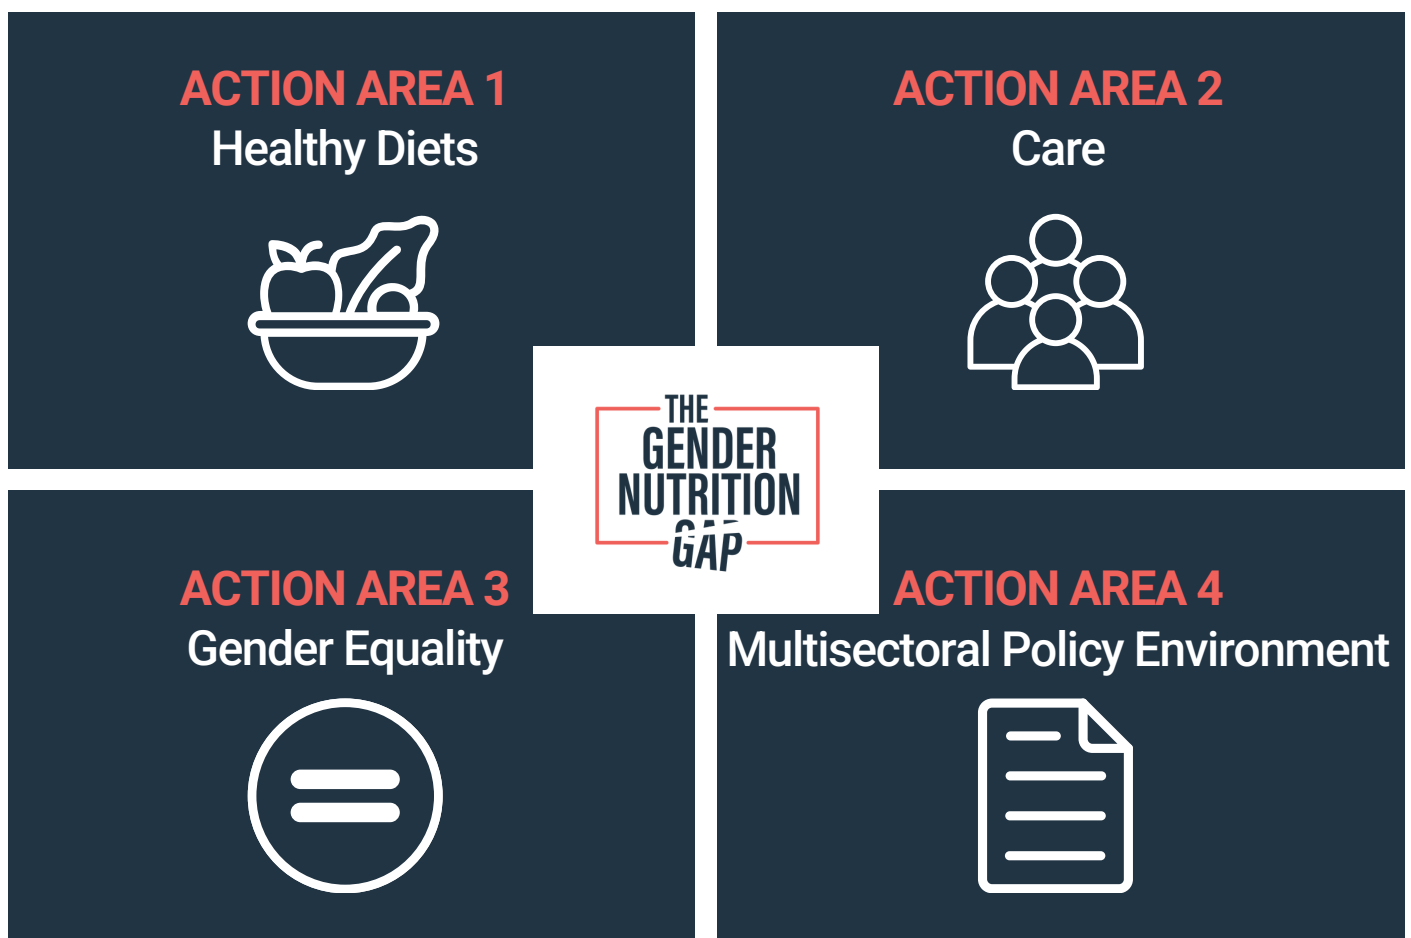 ACTION AREA 1
Healthy Diets
ACTION AREA 2
Care
THE
GENDER
NUTRITION
GAP
ACTION AREA 3
Gender Equality
ACTION AREA 4
Multisectoral Policy Environment